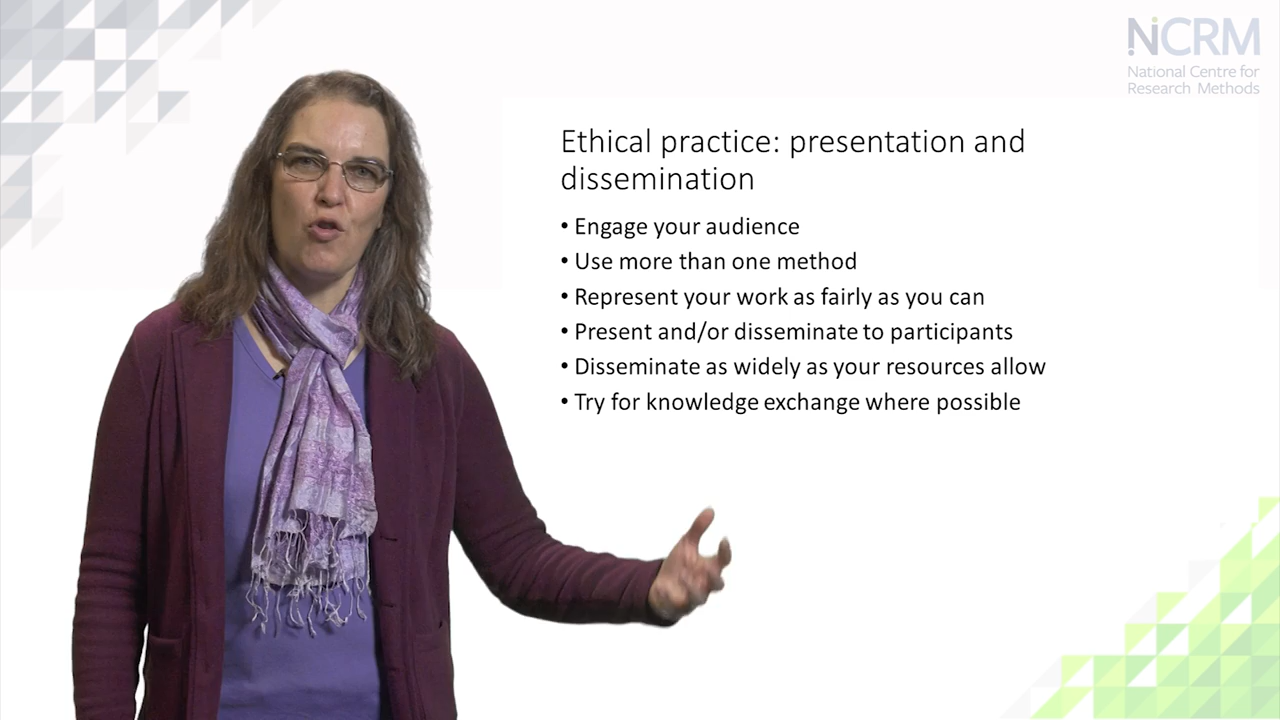 NCRM
National Centre for
Research Methods
Ethical practice: presentation and
dissemination
• Engage your audience
• Use more than one method
• Represent your work as fairly as you can
• Present and/or disseminate to participants
• Disseminate as widely as your resources allow
• Try for knowledge exchange where possible